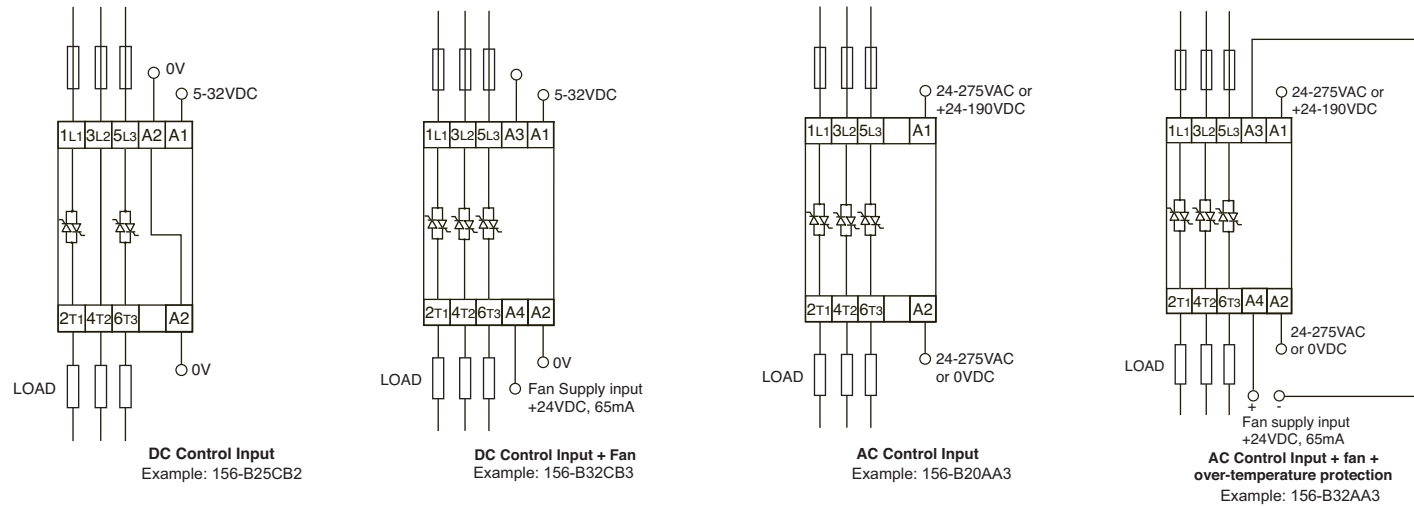 0V
5-32VDC
1L1 3L2 5L3 A2 A1
2T1 4T2 6T3 A2
0V
LOAD
DC Control Input
Example: 156-B25CB2
5-32VDC
1L1 3L2 5L3 A3 A1
2T1 4T2 6T3 A4 A2
0V
LOAD
Fan Supply input
+24VDC, 65mA
DC Control Input + Fan
Example: 156-B32CB3
24-275VAC or
+24-190VDC
1L1 3L2 5L3 A1
2T1 4T2 6T3 A2
24-275VAC
or 0VDC
LOAD
AC Control Input
Example: 156-B20AA3
24-275VAC or
+24-190VDC
1L1 3L2 5L3 A3 A1
2T1 4T2 6T3 A4 A2
24-275VAC
or 0VDC
LOAD
+ -
Fan supply input
+24VDC, 65mA
AC Control Input + fan +
over-temperature protection
Example: 156-B32AA3